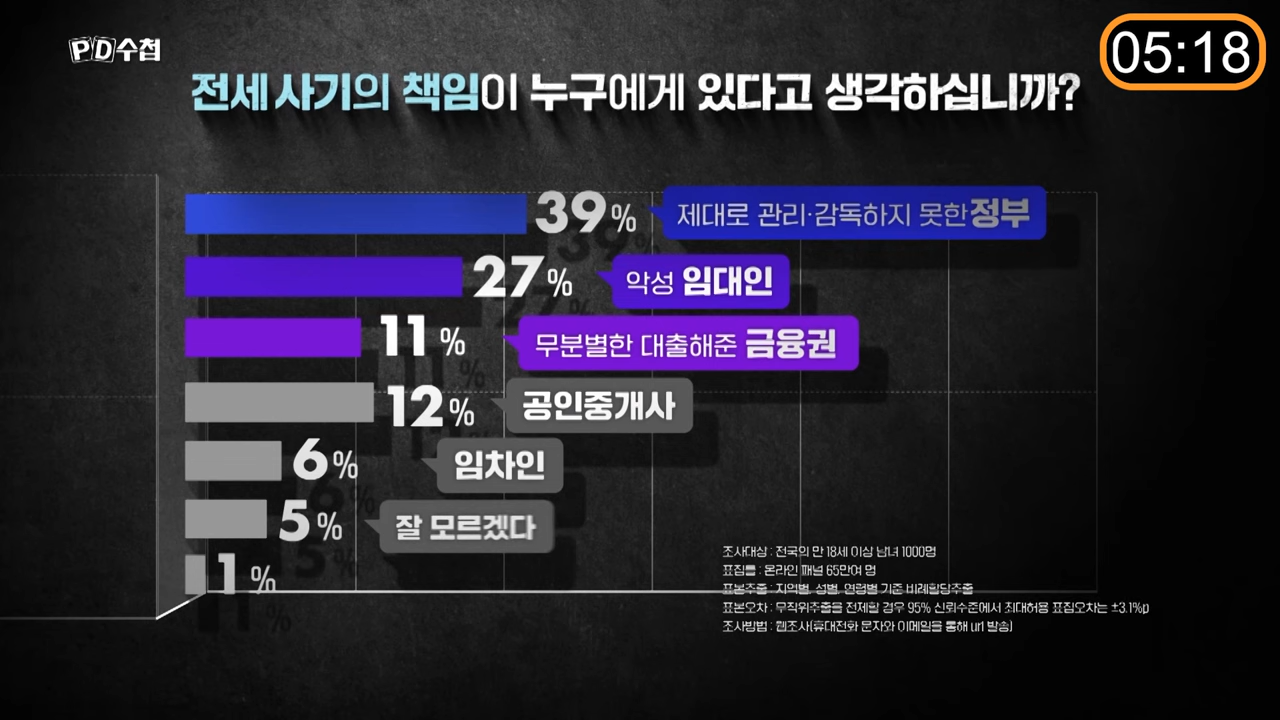 PD수첩
05:18
전세 사기의 책임이 누구에게 있다고 생각하십니까?
39% 제대로 관리·감독하지 못한 정부
27% 악성 임대인
11% 무분별한 대출해준 금융권
12% 공인중개사
6% 임차인
5% 잘 모르겠다
1%
조사대상 : 전국의 만 18세 이상 남녀 1000명
표집틀 : 온라인 패널 65만여 명
표본추출 : 지역별, 성별, 연령별 기준 비례할당추출
표본오차 : 무작위추출을 전제할 경우 95% 신뢰수준에서 최대허용 표집오차는 ±3.1%p
조사방법 : 웹조사(휴대전화 문자와 이메일을 통해 url 발송)